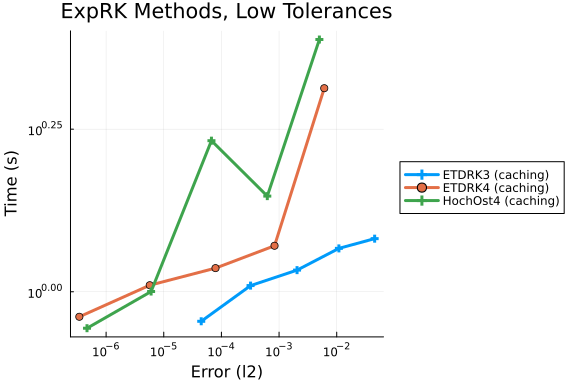 ExpRK Methods, Low Tolerances
Time (s)
10^0.25
10^0.00
ETDRK3 (caching)
ETDRK4 (caching)
HochOst4 (caching)
10^−6 10^−5 10^−4 10^−3 10^−2
Error (l2)